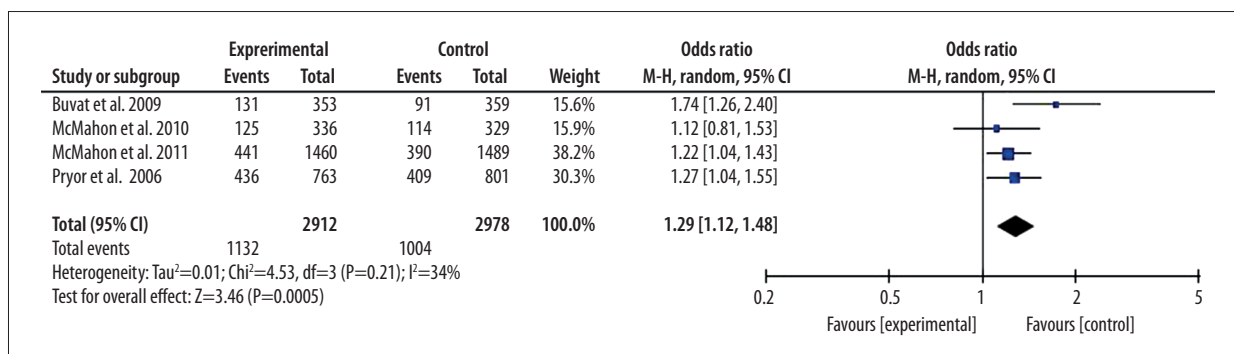 Exprerimental Control Odds ratio Odds ratio
Study or subgroup Events Total Events Total Weight M-H, random, 95% CI M-H, random, 95% CI
Buvat et al. 2009 131 353 91 359 15.6% 1.74 [1.26, 2.40]
McMahon et al. 2010 125 336 114 329 15.9% 1.12 [0.81, 1.53]
McMahon et al. 2011 441 1460 390 1489 38.2% 1.22 [1.04, 1.43]
Pryor et al. 2006 436 763 409 801 30.3% 1.27 [1.04, 1.55]
Total (95% CI) 2912 2978 100.0% 1.29 [1.12, 1.48]
Total events 1132 1004
Heterogeneity: Tau²=0.01; Chi²=4.53, df=3 (P=0.21); I²=34%
Test for overall effect: Z=3.46 (P=0.0005)
0.2 0.5 1 2 5
Favours [experimental] Favours [control]